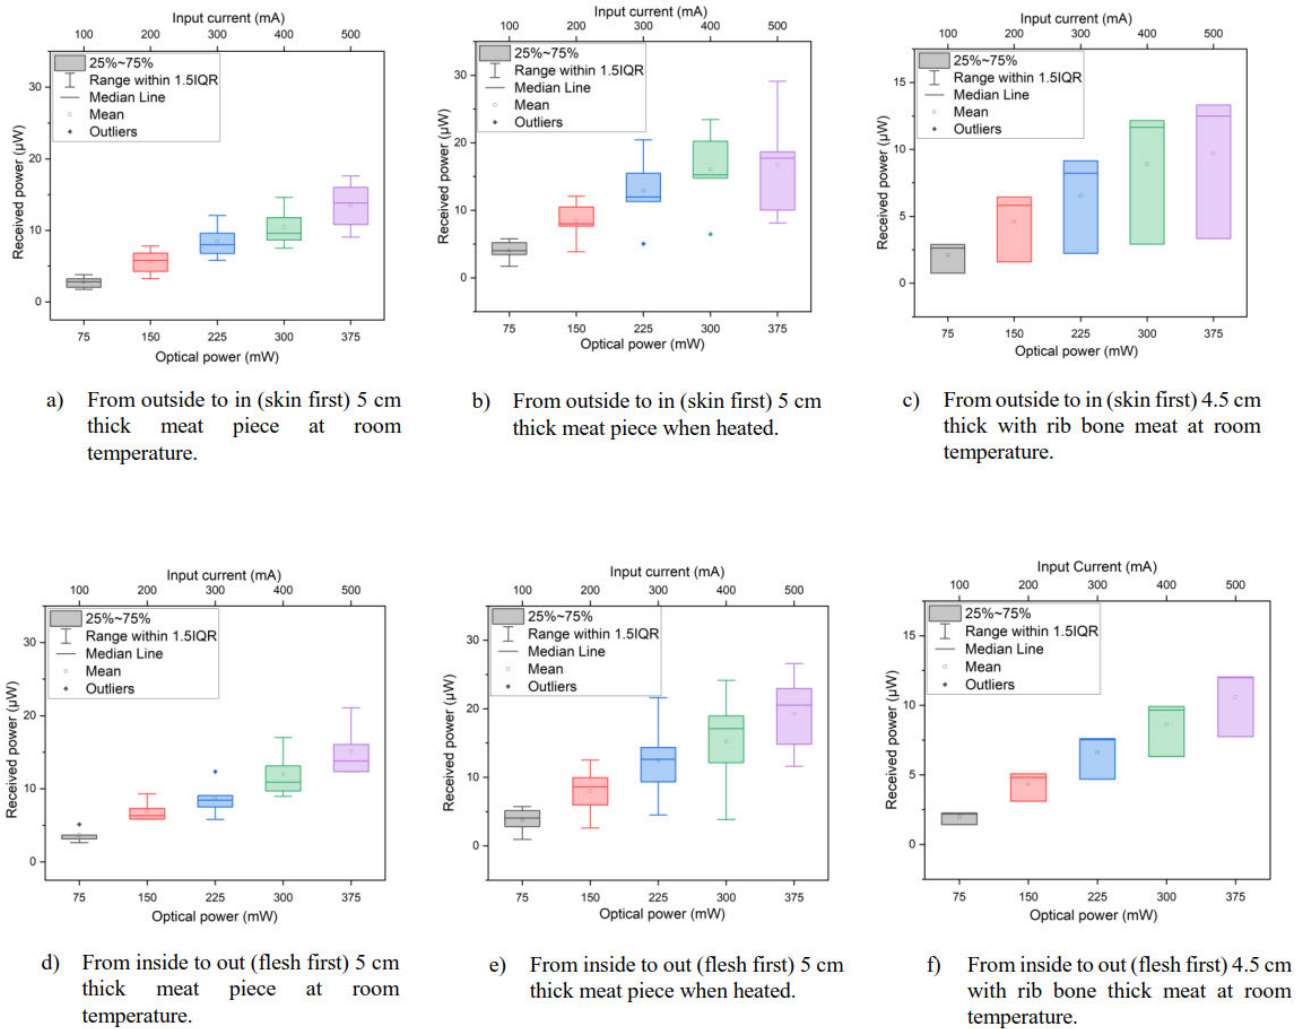 Input current (mA)
100 200 300 400 500
25%~75%
Range within 1.5IQR
Median Line
Mean
Outliers
Received power (µW)
30
20
10
0
75 150 225 300 375
Optical power (mW)
a) From outside to in (skin first) 5 cm
thick meat piece at room
temperature.
Input current (mA)
100 200 300 400 500
25%~75%
Range within 1.5IQR
Median Line
Mean
Outliers
Received power (µW)
30
20
10
0
75 150 225 300 375
Optical power (mW)
b) From outside to in (skin first) 5 cm
thick meat piece when heated.
Input current (mA)
100 200 300 400 500
25%~75%
Range within 1.5IQR
Median Line
Mean
Outliers
Received power (µW)
15
10
5
0
75 150 225 300 375
Optical power (mW)
c) From outside to in (skin first) 4.5 cm
thick with rib bone meat at room
temperature.
Input current (mA)
100 200 300 400 500
25%~75%
Range within 1.5IQR
Median Line
Mean
Outliers
Received power (µW)
30
20
10
0
75 150 225 300 375
Optical power (mW)
d) From inside to out (flesh first) 5 cm
thick meat piece at room
temperature.
Input current (mA)
100 200 300 400 500
25%~75%
Range within 1.5IQR
Median Line
Mean
Outliers
Received power (µW)
30
20
10
0
75 150 225 300 375
Optical power (mW)
e) From inside to out (flesh first) 5 cm
thick meat piece when heated.
Input Current (mA)
100 200 300 400 500
25%~75%
Range within 1.5IQR
Median Line
Mean
Outliers
Received power (µW)
15
10
5
0
75 150 225 300 375
Optical power (mW)
f) From inside to out (flesh first) 4.5 cm
with rib bone thick meat at room
temperature.